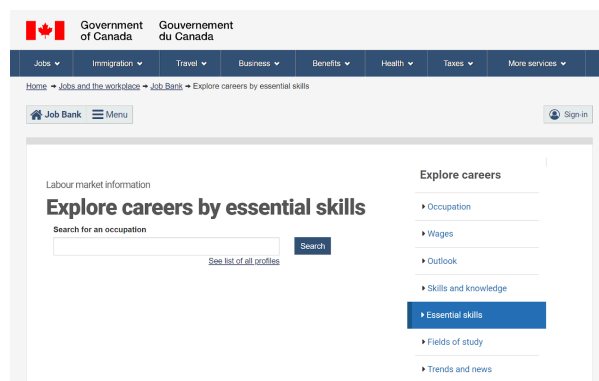 Government Gouvernement
of Canada du Canada
Jobs Immigration Travel Business Benefits Health Taxes More services
Home → Jobs and the workplace → Job Bank → Explore careers by essential skills
Job Bank Menu Sign-in
Explore careers
Labour market information
Explore careers by essential skills
Search for an occupation
Search
See list of all profiles
Occupation
Wages
Outlook
Skills and knowledge
Essential skills
Fields of study
Trends and news